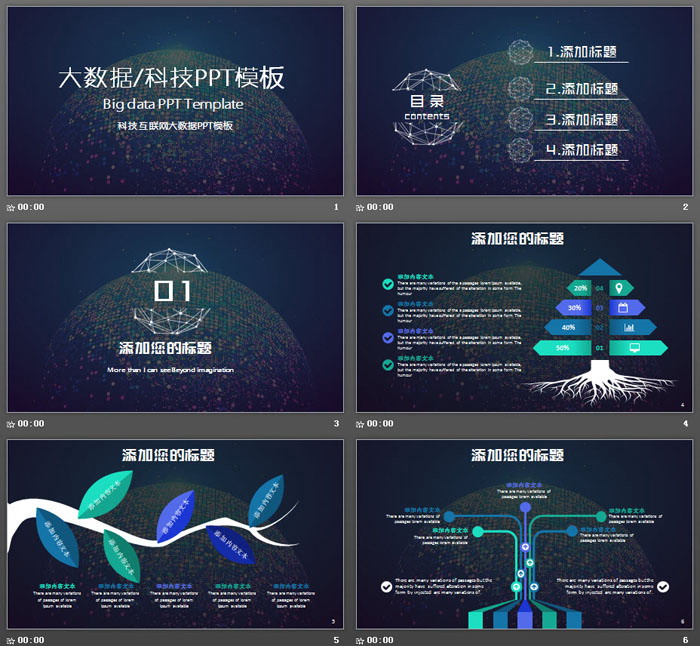 大数据/科技PPT模板
Big data PPT Template
科技互联网大数据PPT模板
00:00
1
目录
contents
1.添加标题
2.添加标题
3.添加标题
4.添加标题
00:00
2
01
添加您的标题
More than I can see Beyond imagination
00:00
3
添加您的标题
添加内容文本
There are many variations of a passages lorem ipsum available,
but the majority have suffered of the alteration in some form The
humour
添加内容文本
There are many variations of a passages lorem ipsum available,
but the majority have suffered of the alteration in some form The
humour
添加内容文本
There are many variations of a passages lorem ipsum available,
but the majority have suffered of the alteration in some form The
humour
添加内容文本
There are many variations of a passages lorem ipsum available,
but the majority have suffered of the alteration in some form The
humour
20% 04
30% 03
40% 02
50% 01
4
00:00
4
添加您的标题
添加内容文本
添加内容文本
添加内容文本
添加内容文本
添加内容文本
添加内容文本
添加内容文本
There are many variations
of passages of lorem
ipsum available
添加内容文本
There are many variations
of passages of lorem
ipsum available
添加内容文本
There are many variations
of passages of lorem
ipsum available
添加内容文本
There are many variations
of passages of lorem
ipsum available
添加内容文本
There are many variations
of passages of lorem
ipsum available
00:00
5
添加您的标题
添加内容文本
There are many variations of
passages lorem ipsum available
添加内容文本
There are many variations of
passages lorem ipsum available
添加内容文本
There are many variations of
passages lorem ipsum available
添加内容文本
There are many variations of
passages lorem ipsum available
添加内容文本
There are many variations of
passages lorem ipsum available
There are many variations of passages but the
majority have suffered alteration in some
form by injected are many variations of.
There are many variations of passages but the
majority have suffered alteration in some
form by injected are many variations of.
6
00:00
6